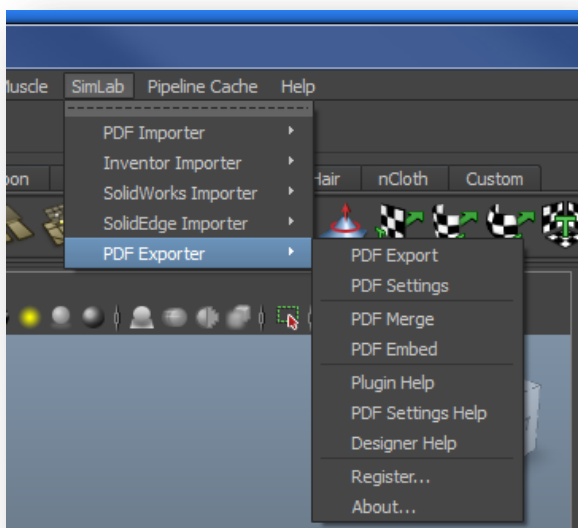 Muscle SimLab Pipeline Cache Help
PDF Importer
Inventor Importer
SolidWorks Importer
SolidEdge Importer
PDF Exporter
Hair nCloth Custom
PDF Export
PDF Settings
PDF Merge
PDF Embed
Plugin Help
PDF Settings Help
Designer Help
Register...
About...